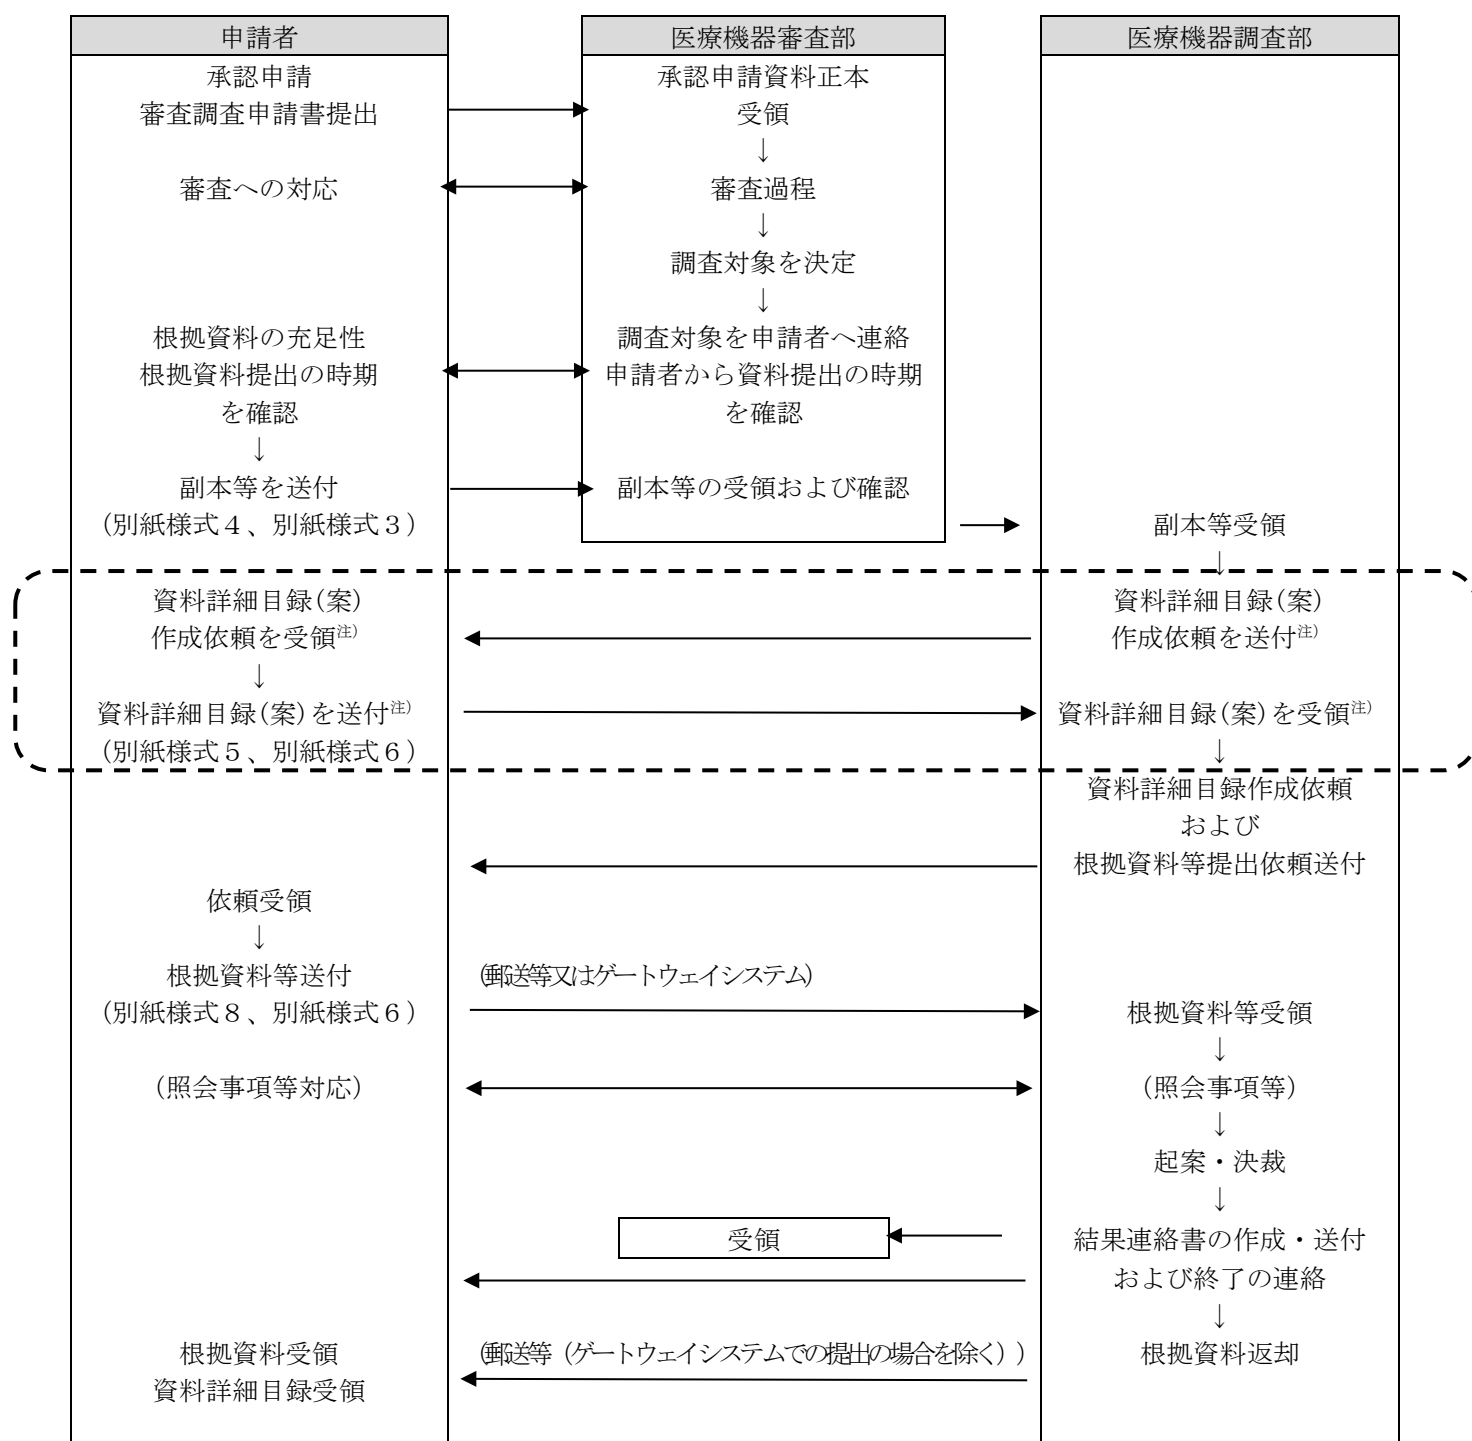 申請者
医療機器審査部
医療機器調査部
承認申請
承認申請資料正本
審査調査申請書提出
受領
↓
審査への対応
審査過程
↓
調査対象を決定
↓
根拠資料の充足性
調査対象を申請者へ連絡
根拠資料提出の時期
申請者から資料提出の時期
を確認
を確認
↓
副本等を送付
副本等の受領および確認
(別紙様式４、別紙様式３)
副本等受領
↓
資料詳細目録(案)
資料詳細目録(案)
作成依頼を受領注)
作成依頼を送付注)
↓
資料詳細目録(案)を送付注)
資料詳細目録(案)を受領注)
(別紙様式５、別紙様式６)
↓
資料詳細目録作成依頼
および
根拠資料等提出依頼送付
依頼受領
↓
根拠資料等送付
(郵送等又はゲートウェイシステム)
(別紙様式８、別紙様式６)
根拠資料等受領
↓
(照会事項等対応)
(照会事項等)
↓
起案・決裁
↓
受領
結果連絡書の作成・送付
および終了の連絡
↓
根拠資料受領
(郵送等（ゲートウェイシステムでの提出の場合を除く）)
根拠資料返却
資料詳細目録受領